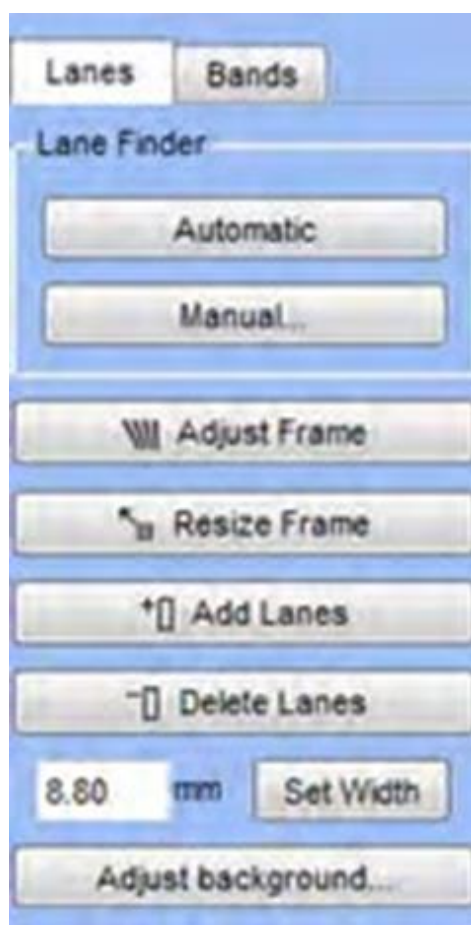 Lanes Bands
Lane Finder
Automatic
Manual...
Adjust Frame
Resize Frame
Add Lanes
Delete Lanes
8.80 mm Set Width
Adjust background...